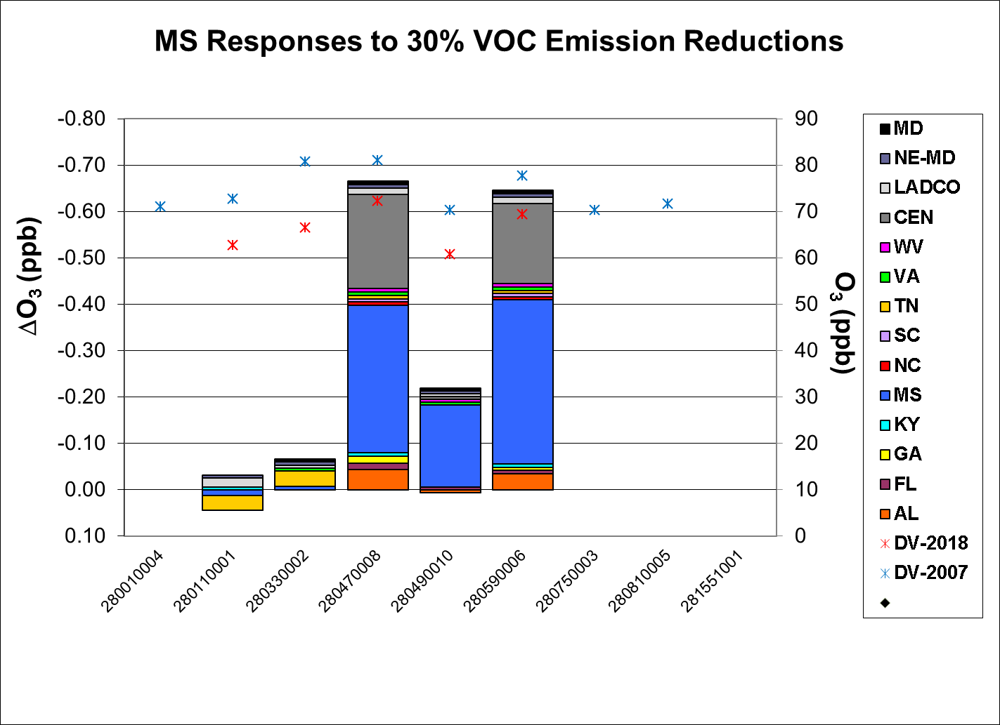 MS Responses to 30% VOC Emission Reductions
-0.80
-0.70
-0.60
-0.50
-0.40
-0.30
-0.20
-0.10
0.00
0.10
ΔO3 (ppb)
90
80
70
60
50
40
30
20
10
0
O3 (ppb)
280010004
280110001
280330002
280470008
280490010
280590006
280750003
280810005
281551001
MD
NE-MD
LADCO
CEN
WV
VA
TN
SC
NC
MS
KY
GA
FL
AL
DV-2018
DV-2007